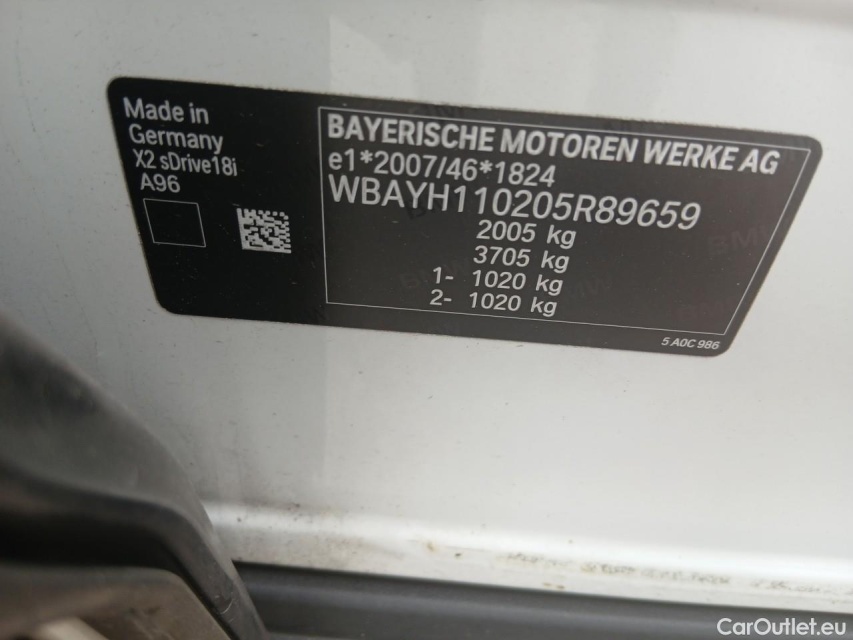 Made in
Germany
X2 sDrive18i
A96
BAYERISCHE MOTOREN WERKE AG
e1*2007/46*1824
WBAYH110205R89659
2005 kg
3705 kg
1- 1020 kg
2- 1020 kg
5 A0C 986
CarOutlet.eu